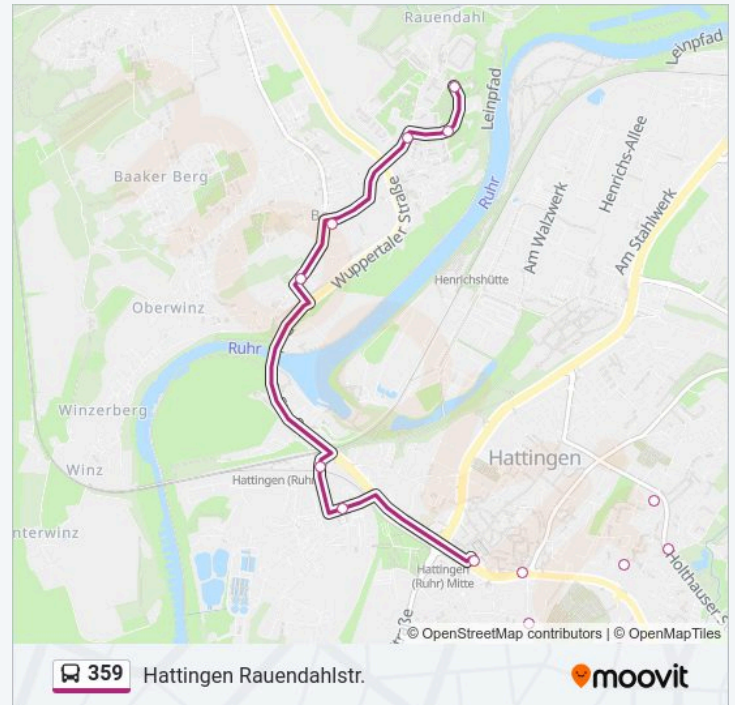 Rauendahl
Leinpfad
Leinpfad
Henrichs-Allee
Baaker Berg
Ruhr
Am Walzwerk
Am Stahlwerk
B
Wuppertaler Straße
Henrichshütte
Oberwinz
Ruhr
Winzerberg
Hattingen
Winz
Hattingen (Ruhr
nterwinz
Hattingen
(Ruhr) Mitte
Holthauser S
traße
© OpenStreetMap contributors | © OpenMapTiles
359 Hattingen Rauendahlstr.
moovit